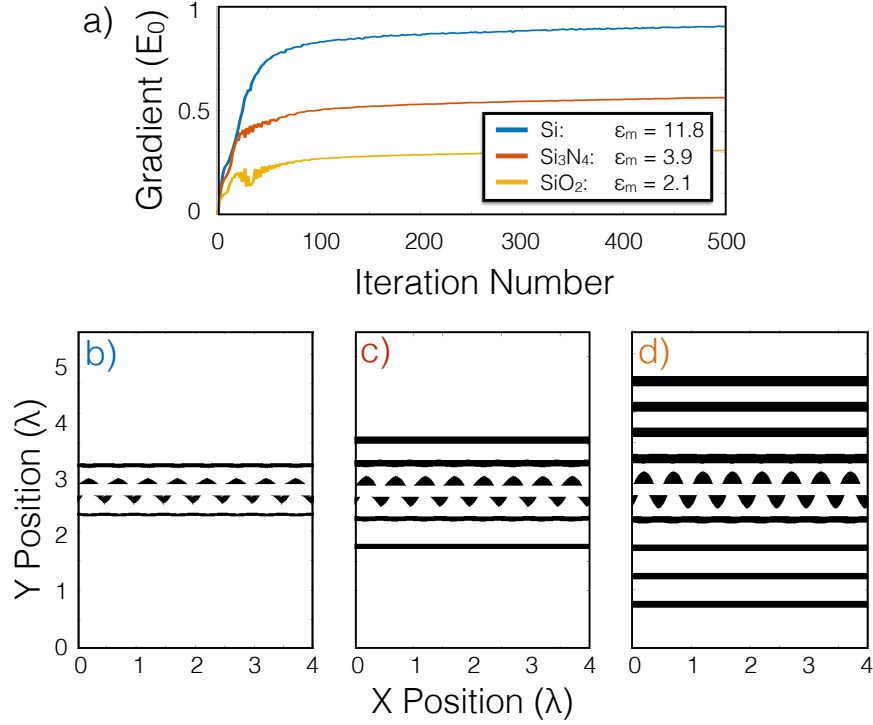 a)
Gradient (E₀)
1
0.5
0
Si: εₘ = 11.8
Si₃N₄: εₘ = 3.9
SiO₂: εₘ = 2.1
0 100 200 300 400 500
Iteration Number
b)
c)
d)
Y Position (λ)
5
4
3
2
1
0
0 1 2 3 4
0 1 2 3 4
0 1 2 3 4
X Position (λ)